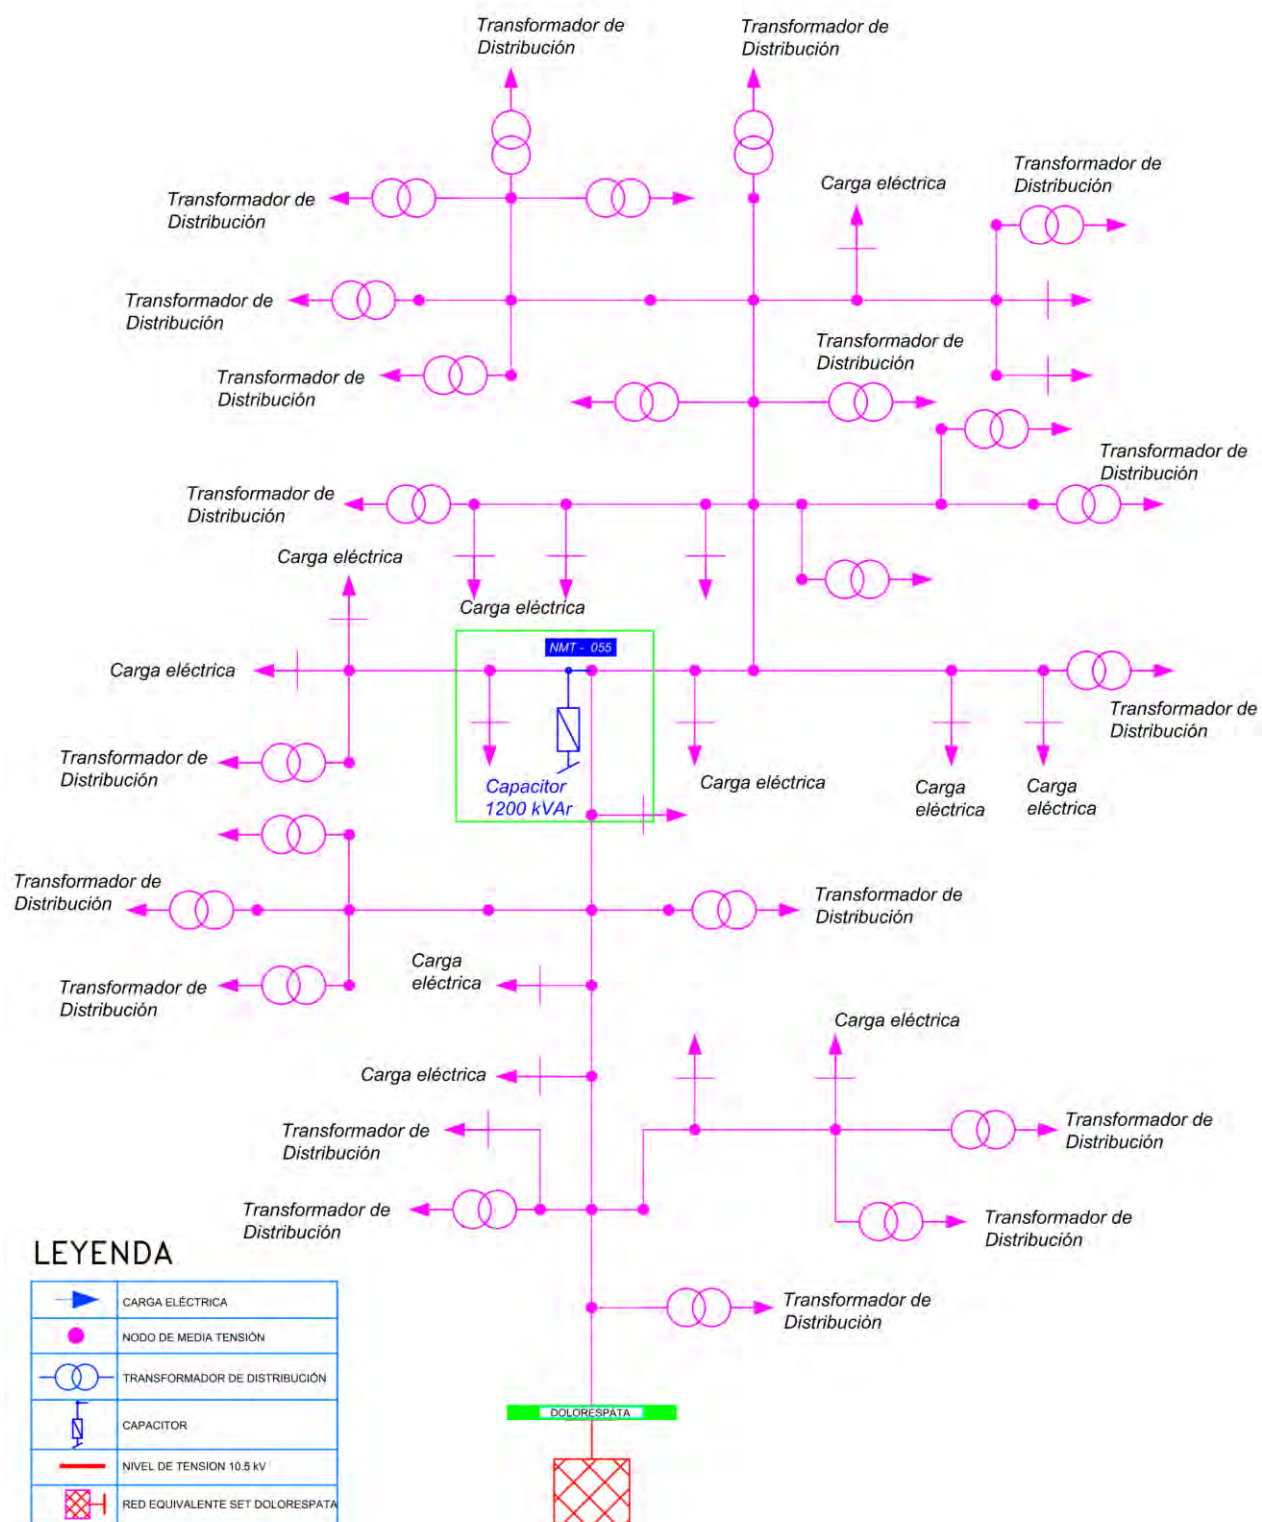 Transformador de
Distribución
Transformador de
Distribución
Transformador de
Distribución
Carga eléctrica
Transformador de
Distribución
Transformador de
Distribución
Transformador de
Distribución
Transformador de
Distribución
Transformador de
Distribución
Transformador de
Distribución
Carga eléctrica
Carga eléctrica
NMT - 055
Carga eléctrica
Transformador de
Distribución
Transformador de
Distribución
Capacitor
1200 kVAr
Carga eléctrica
Carga
eléctrica
Carga
eléctrica
Transformador de
Distribución
Transformador de
Distribución
Carga
eléctrica
Transformador de
Distribución
Carga eléctrica
Carga eléctrica
Transformador de
Distribución
Transformador de
Distribución
Transformador de
Distribución
Transformador de
Distribución
Transformador de
Distribución
DOLORESPATA
LEYENDA
CARGA ELÉCTRICA
NODO DE MEDIA TENSIÓN
TRANSFORMADOR DE DISTRIBUCIÓN
CAPACITOR
NIVEL DE TENSION 10.5 kV
RED EQUIVALENTE SET DOLORESPATA